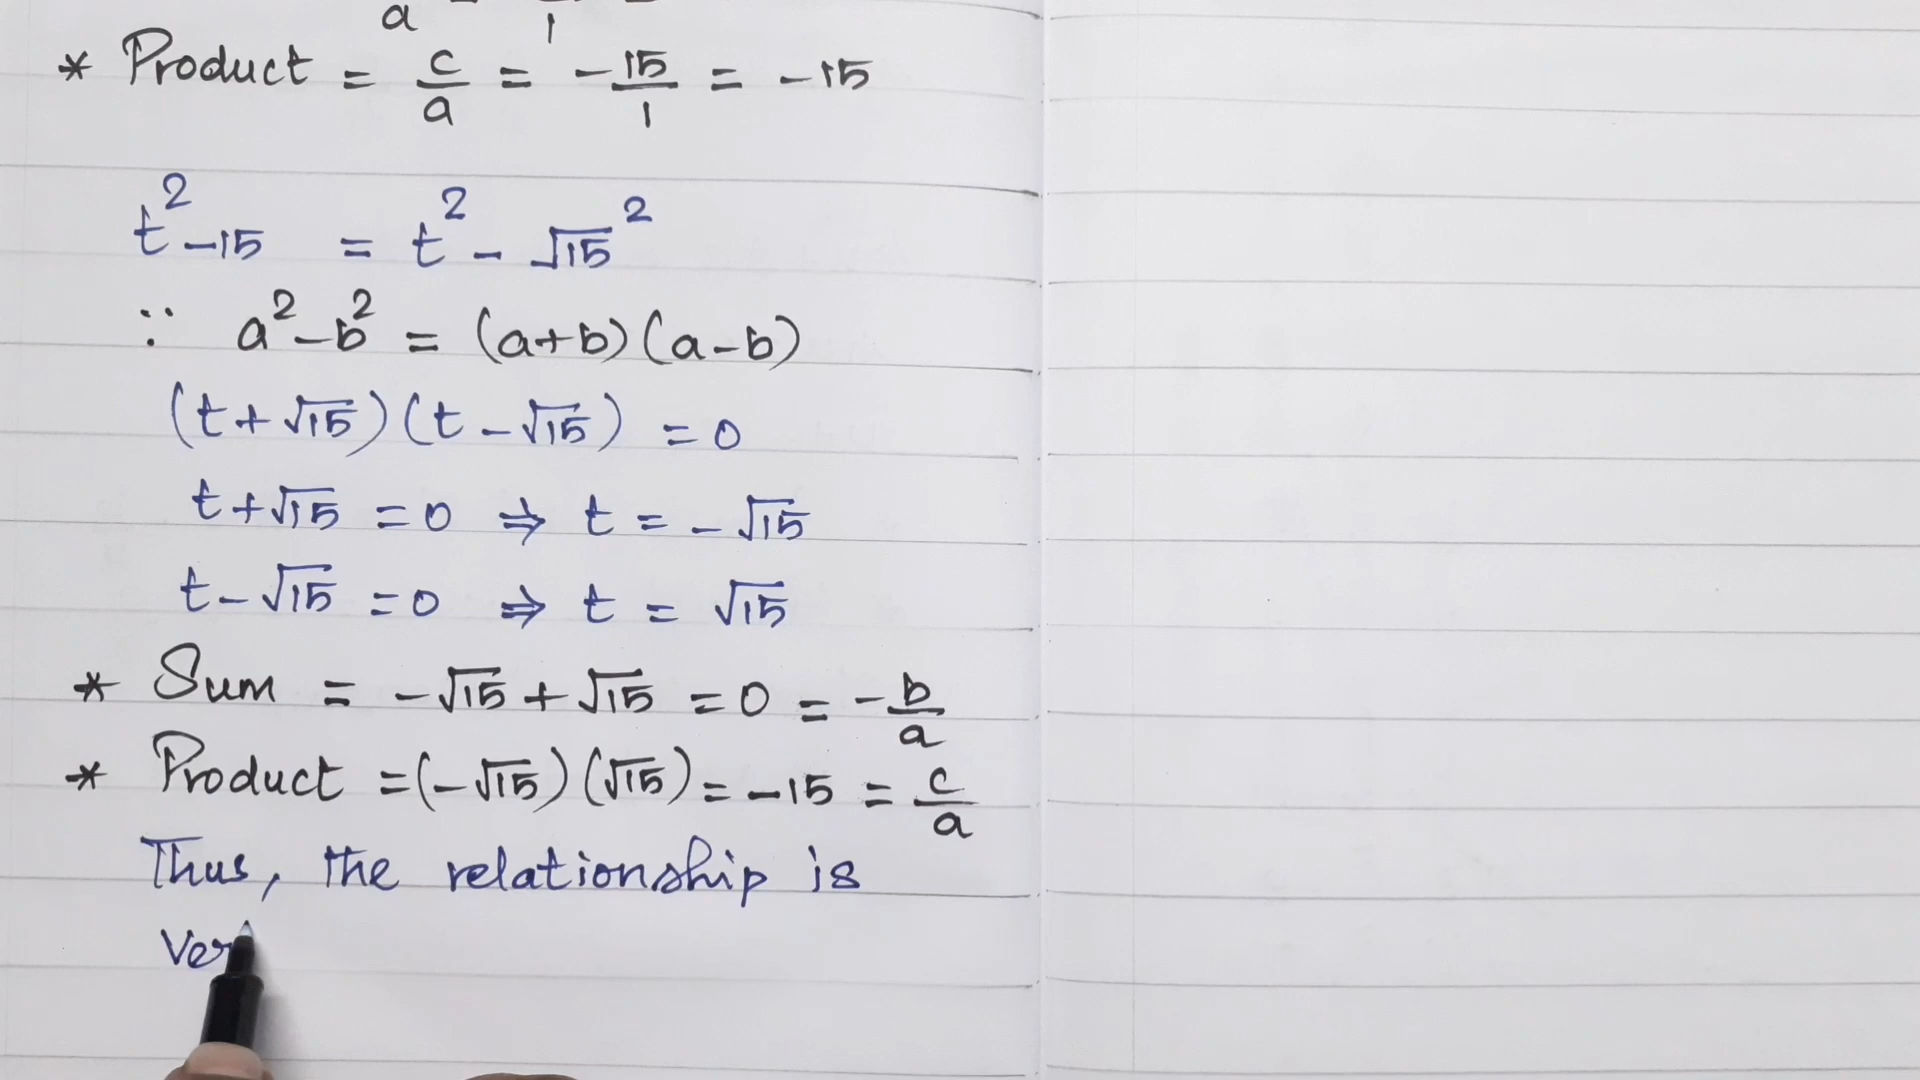 a 1
* Product = c/a = -15/1 = -15
t² -15 = t² - √15²
∵ a² - b² = (a+b)(a-b)
(t+√15)(t-√15) = 0
t+√15 = 0 ⇒ t = -√15
t-√15 = 0 ⇒ t = √15
* Sum = -√15+√15 = 0 = -b/a
* Product = (-√15)(√15) = -15 = c/a
Thus, the relationship is
Ver